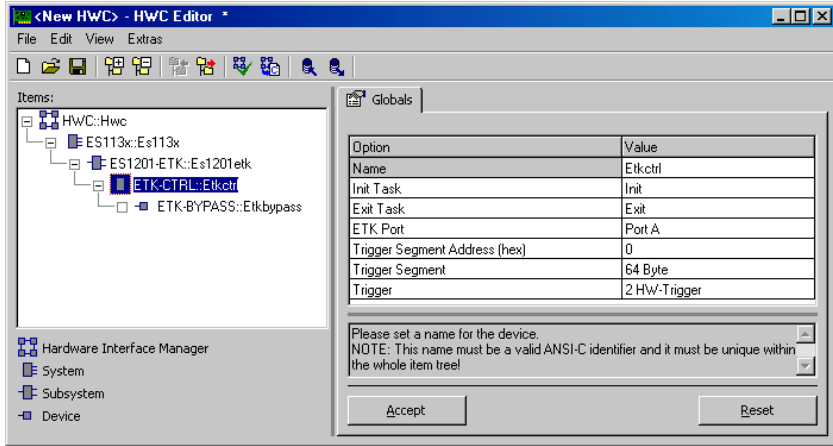 <New HWC> - HWC Editor *
File Edit View Extras
Items:
HWC::Hwc
ES113x::Es113x
ES1201-ETK::Es1201etk
ETK-CTRL::Etkctrl
ETK-BYPASS::Etkbypass
Hardware Interface Manager
System
Subsystem
Device
Globals
Option Value
Name Etkctrl
Init Task Init
Exit Task Exit
ETK Port Port A
Trigger Segment Address (hex) 0
Trigger Segment 64 Byte
Trigger 2 HW-Trigger
Please set a name for the device.
NOTE: This name must be a valid ANSI-C identifier and it must be unique within
the whole item tree!
Accept Reset